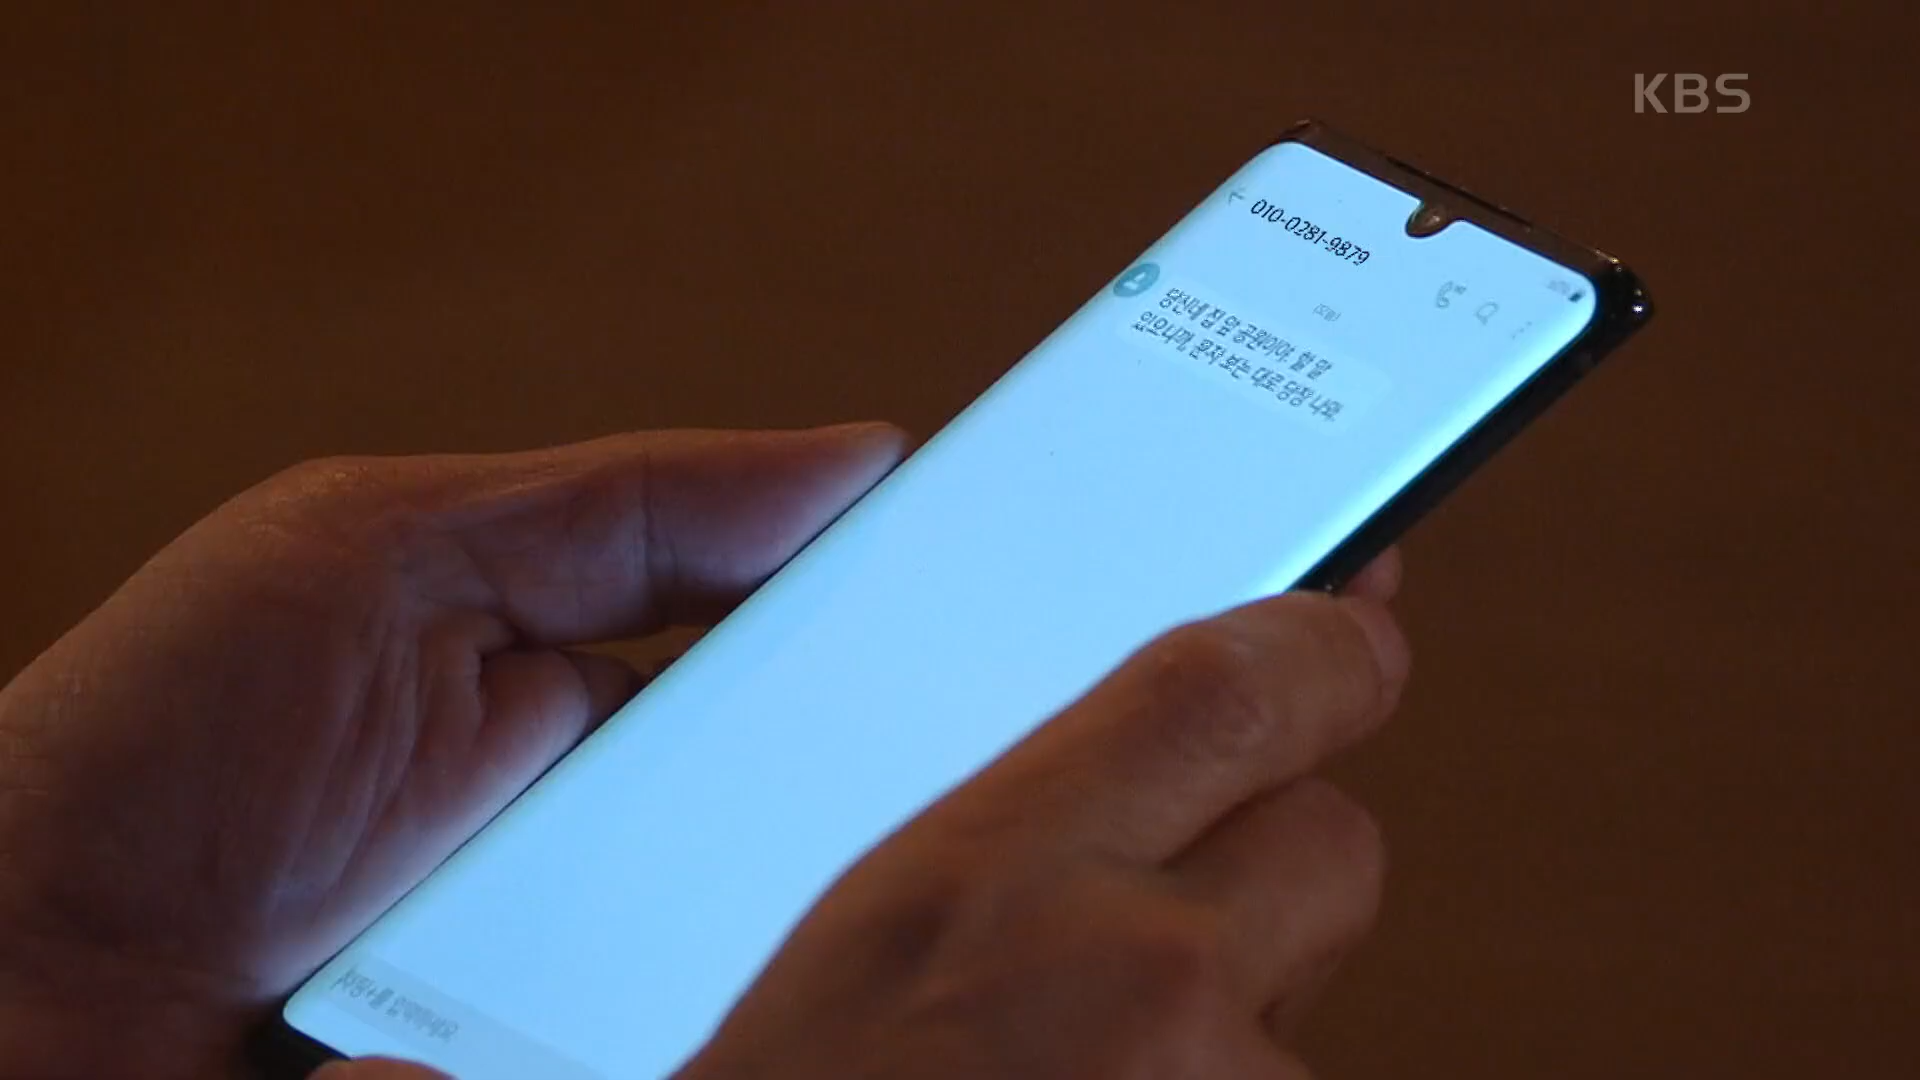 KBS
010-0281-9879
당신네 집 앞 공원이야. 할 말
있으니까, 문자 보는 대로 당장 나와.